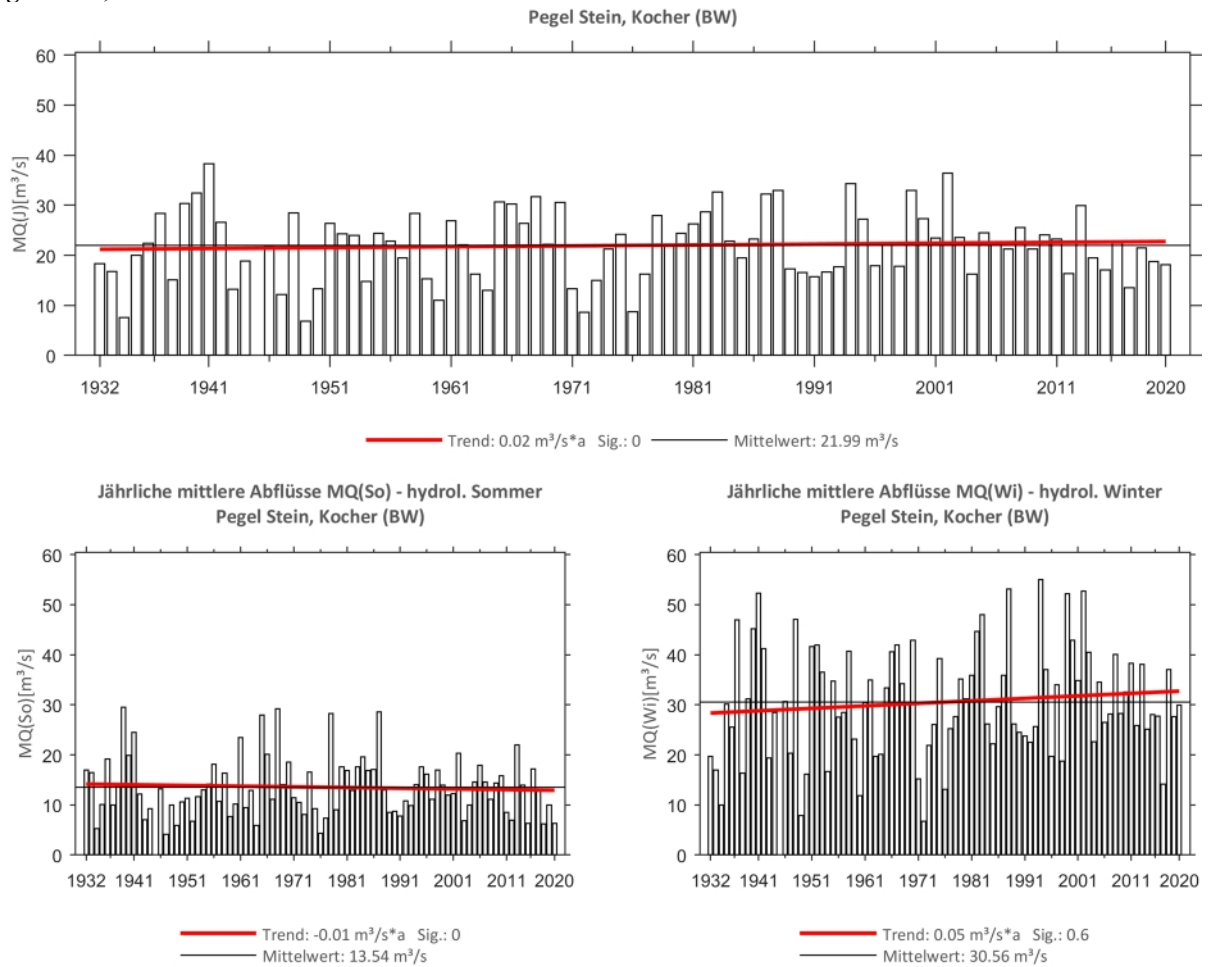 Pegel Stein, Kocher (BW)
60
50
40
30
20
10
0
MQ(J)[m³/s]
1932 1941 1951 1961 1971 1981 1991 2001 2011 2020
Trend: 0.02 m³/s*a Sig.: 0 Mittelwert: 21.99 m³/s
Jährliche mittlere Abflüsse MQ(So) - hydrol. Sommer
Pegel Stein, Kocher (BW)
60
50
40
30
20
10
0
MQ(So)[m³/s]
1932 1941 1951 1961 1971 1981 1991 2001 2011 2020
Trend: -0.01 m³/s*a Sig.: 0
Mittelwert: 13.54 m³/s
Jährliche mittlere Abflüsse MQ(Wi) - hydrol. Winter
Pegel Stein, Kocher (BW)
60
50
40
30
20
10
0
MQ(Wi)[m³/s]
1932 1941 1951 1961 1971 1981 1991 2001 2011 2020
Trend: 0.05 m³/s*a Sig.: 0.6
Mittelwert: 30.56 m³/s